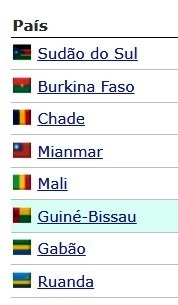 País
Sudão do Sul
Burkina Faso
Chade
Mianmar
Mali
Guiné-Bissau
Gabão
Ruanda